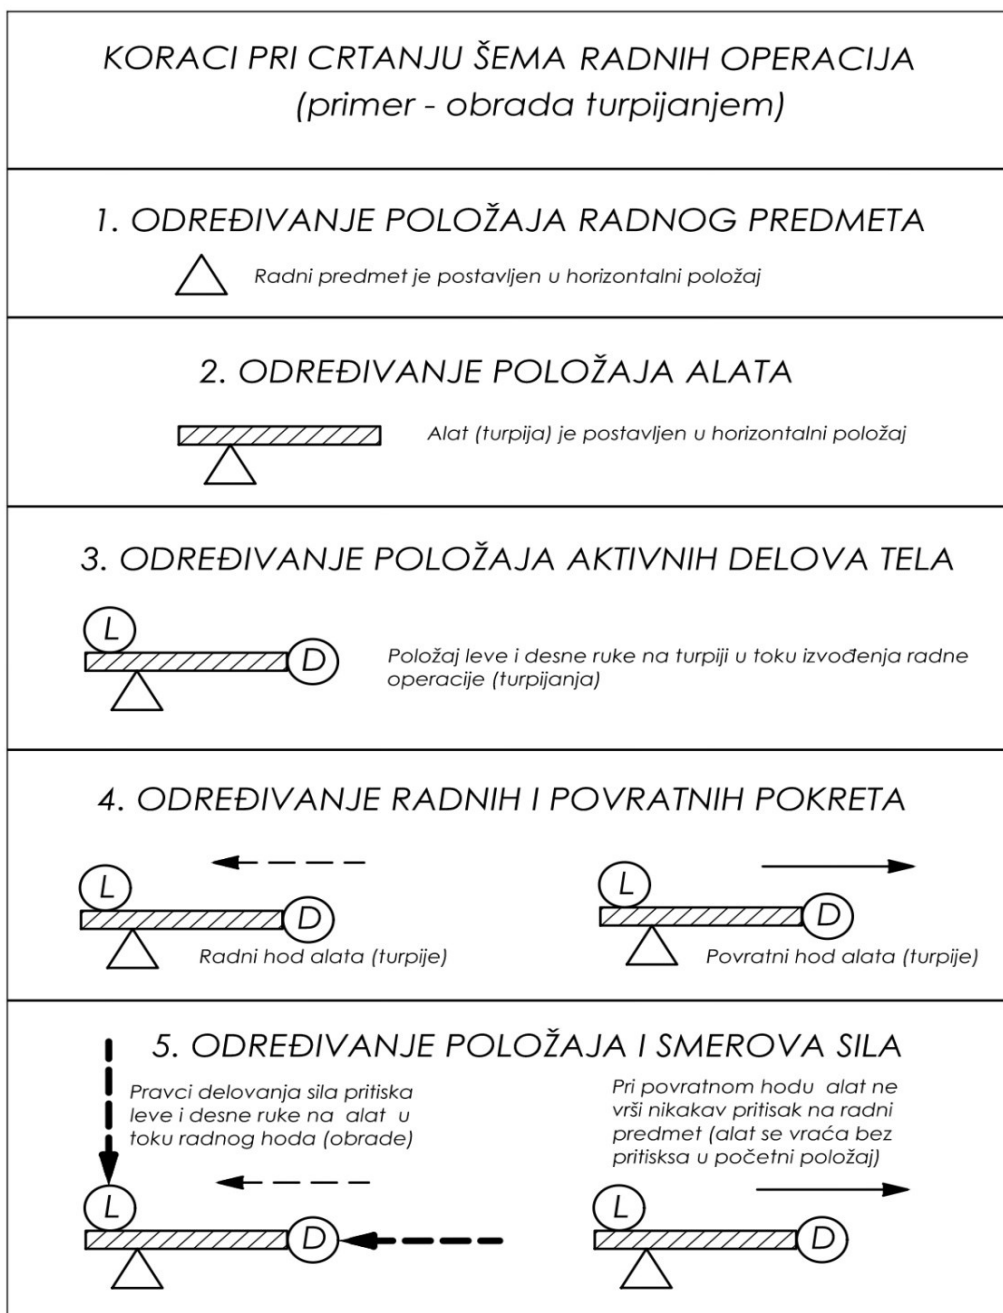 KORACI PRI CRTANJU ŠEMA RADNIH OPERACIJA
(primer - obrada turpijanjem)
1. ODREĐIVANJE POLOŽAJA RADNOG PREDMETA
Radni predmet je postavljen u horizontalni položaj
2. ODREĐIVANJE POLOŽAJA ALATA
Alat (turpija) je postavljen u horizontalni položaj
3. ODREĐIVANJE POLOŽAJA AKTIVNIH DELOVA TELA
L
D
Položaj leve i desne ruke na turpiji u toku izvođenja radne
operacije (turpijanja)
4. ODREĐIVANJE RADNIH I POVRATNIH POKRETA
L
D
Radni hod alata (turpije)
L
D
Povratni hod alata (turpije)
5. ODREĐIVANJE POLOŽAJA I SMEROVA SILA
Pravci delovanja sila pritiska
leve i desne ruke na alat u
toku radnog hoda (obrade)
L
D
Pri povratnom hodu alat ne
vrši nikakav pritisak na radni
predmet (alat se vraća bez
pritisksa u početni položaj)
L
D